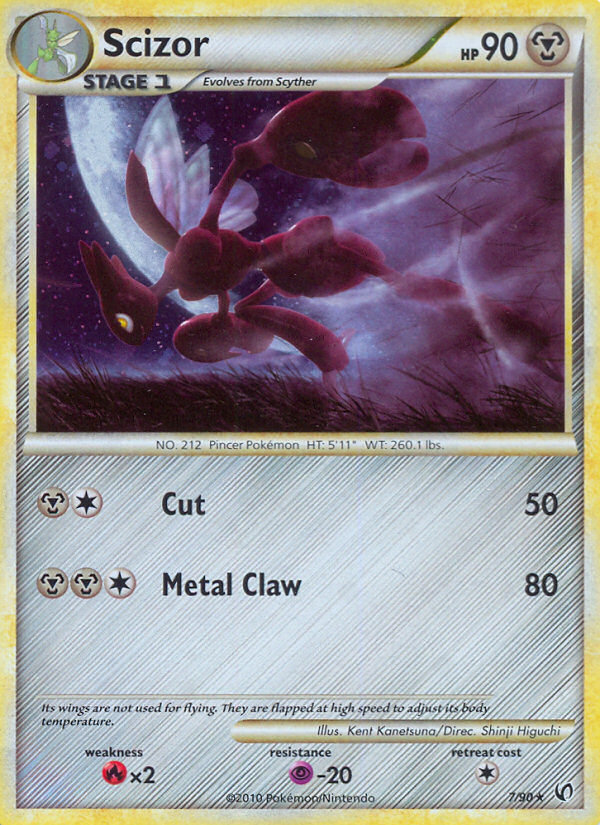 Scizor
HP 90
STAGE 1 Evolves from Scyther
NO. 212 Pincer Pokémon HT: 5'11" WT: 260.1 lbs.
Cut 50
Metal Claw 80
Its wings are not used for flying. They are flapped at high speed to adjust its body
temperature.
Illus. Kent Kanetsuna/Direc. Shinji Higuchi
weakness resistance retreat cost
×2 -20
©2010 Pokémon/Nintendo 7/90★